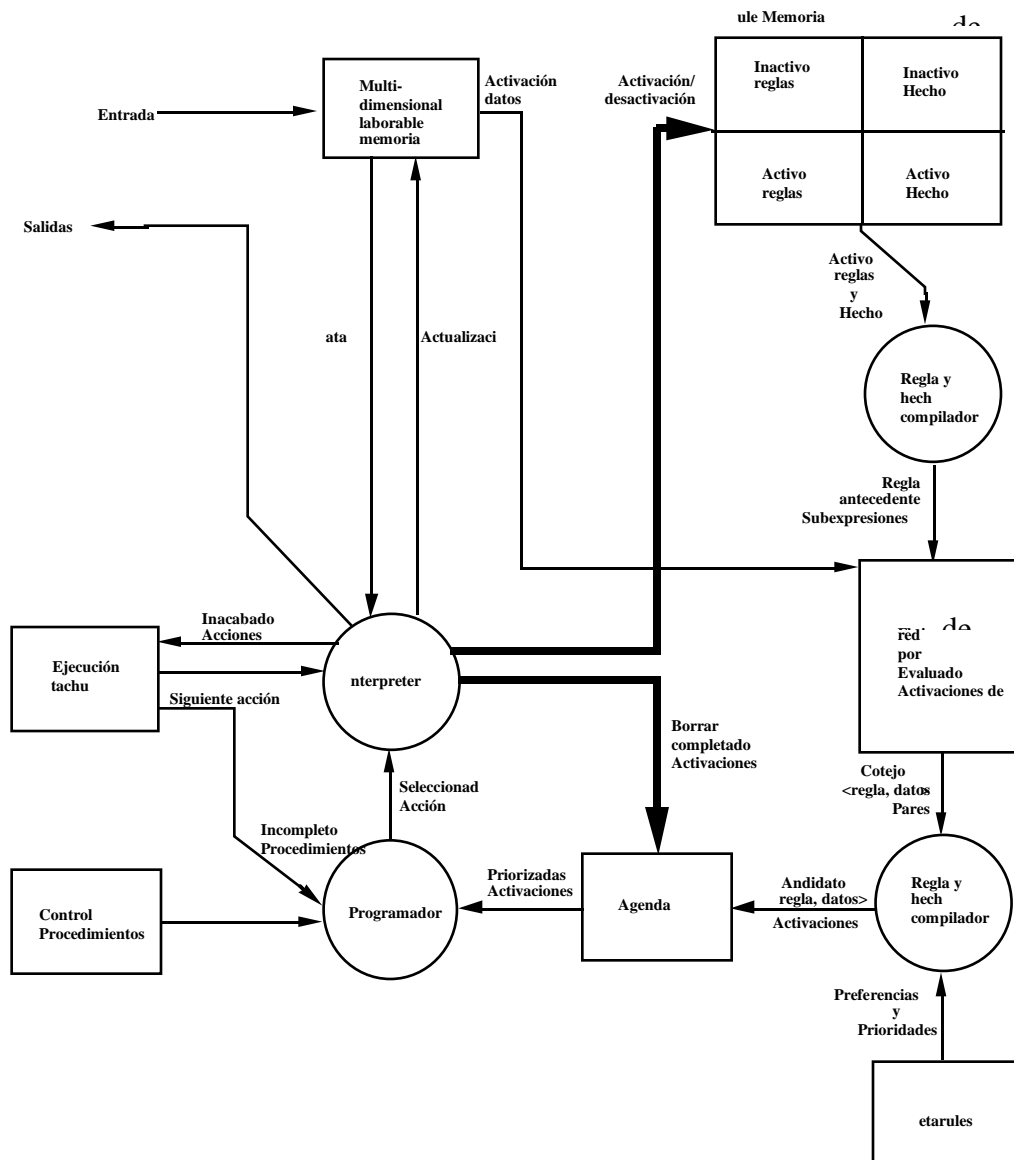 ule Memoria
de
Inactivo
reglas
Inactivo
Hecho
Activo
reglas
Activo
Hecho
Multi-
dimensional
laborable
memoria
Activación
datos
Activación/
desactivación
Entrada
Salidas
Activo
reglas
y
Hecho
ata
Actualizaci
Regla y
hech
compilador
Regla
antecedente
Subexpresiones
Inacabado
Acciones
Ejecución
tachu
Siguiente acción
nterpreter
de
red
por
Evaluado
Activaciones de
Borrar
completado
Activaciones
Cotejo
<regla, datos>
Pares
Seleccionad
Acción
Incompleto
Procedimientos
Control
Procedimientos
Programador
Priorizadas
Activaciones
Agenda
Andidato
regla, datos>
Activaciones
Regla y
hech
compilador
Preferencias
y
Prioridades
etarules